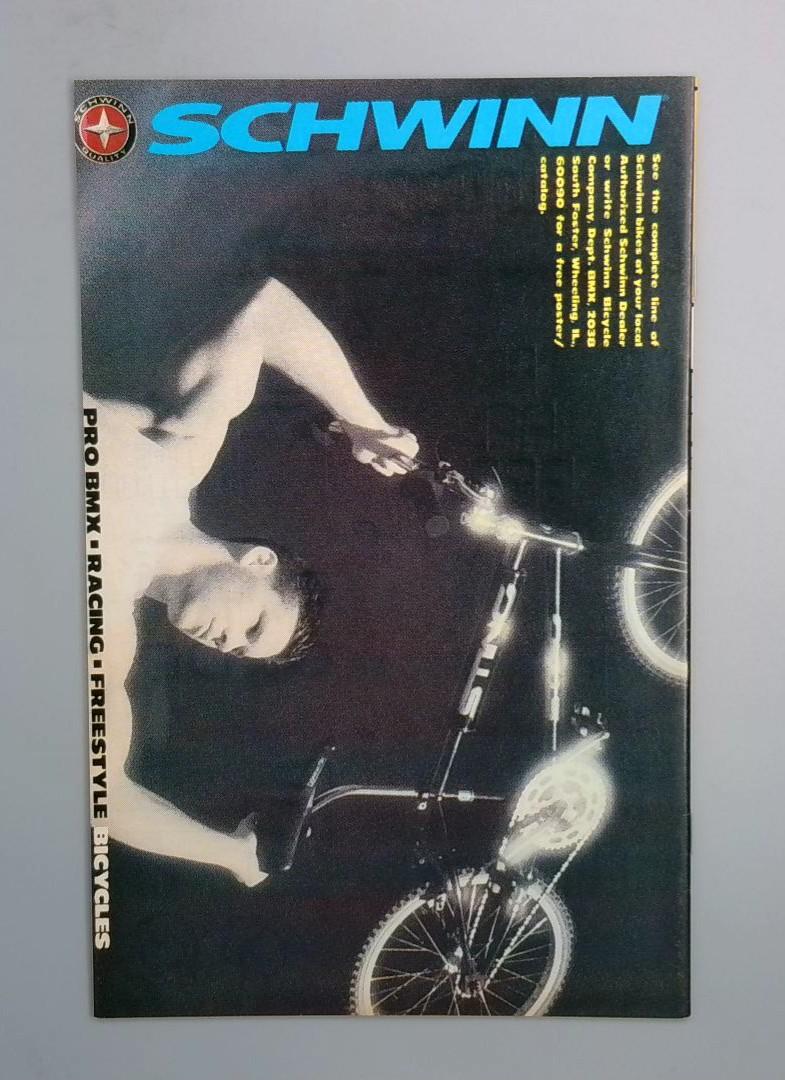 SCHWINN
QUALITY
SCHWINN
See the complete line of
Schwinn bikes at your local
Authorized Schwinn Dealer
or write Schwinn Bicycle
Company, Dept. BMX, 2038
South Foster, Wheeling, IL,
60090 for a free poster/
catalog.
STING
PRO BMX ▪ RACING ▪ FREESTYLE BICYCLES